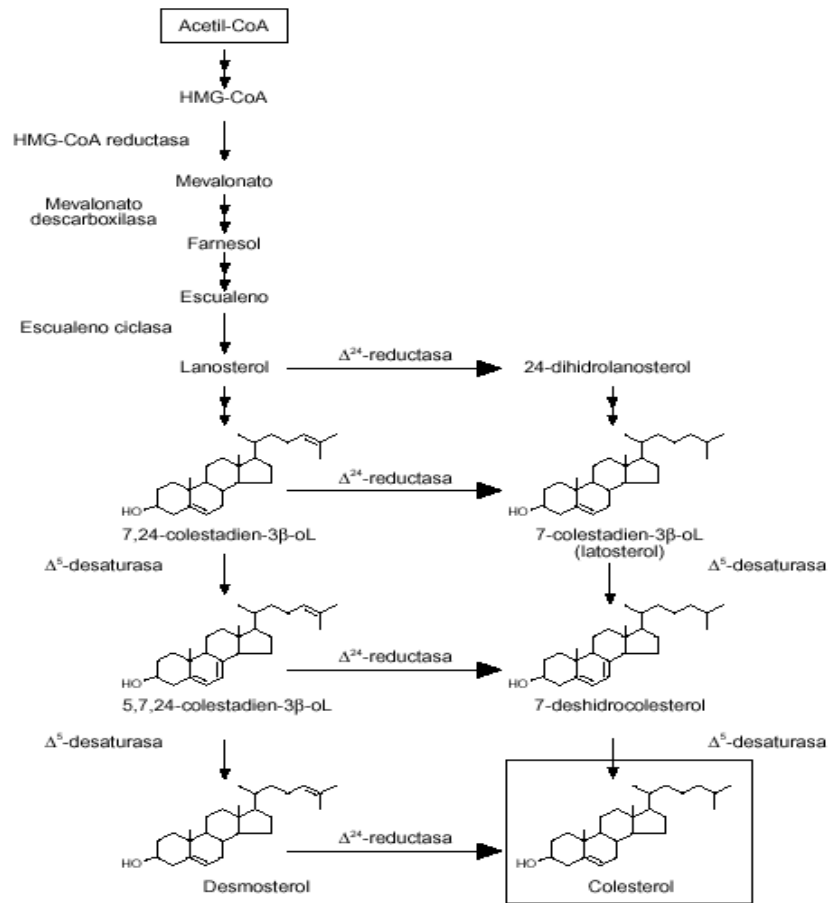 Acetil-CoA
HMG-CoA
HMG-CoA reductasa
Mevalonato
Mevalonato
descarboxilasa
Farnesol
Escualeno
Escualeno ciclasa
Δ²⁴-reductasa
Lanosterol
24-dihidrolanosterol
Δ²⁴-reductasa
HO
HO
7,24-colestadien-3β-oL
7-colestadien-3β-oL
(latosterol)
Δ⁵-desaturasa
Δ⁵-desaturasa
Δ²⁴-reductasa
HO
HO
5,7,24-colestadien-3β-oL
7-deshidrocolesterol
Δ⁵-desaturasa
Δ⁵-desaturasa
Δ²⁴-reductasa
HO
HO
Desmosterol
Colesterol